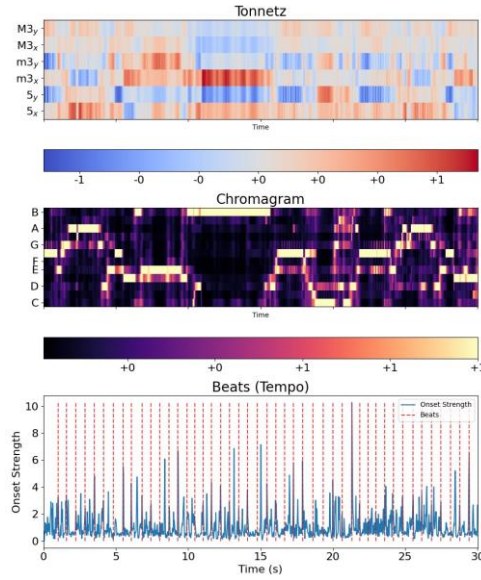 Tonnetz
M3y
M3x
m3y
m3x
5y
5x
Time
-1 -0 -0 +0 +0 +1
Chromagram
B
A
G
F
E
D
C
Time
+0 +0 +1 +1
Beats (Tempo)
Onset Strength
Beats
Onset Strength
10
8
6
4
2
0
0 5 10 15 20 25 30
Time (s)